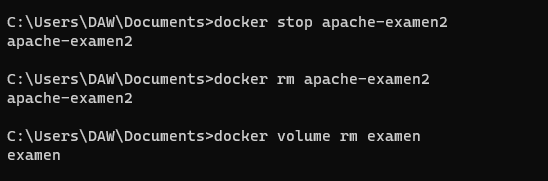 C:\Users\DAW\Documents>docker stop apache-examen2
apache-examen2
C:\Users\DAW\Documents>docker rm apache-examen2
apache-examen2
C:\Users\DAW\Documents>docker volume rm examen
examen